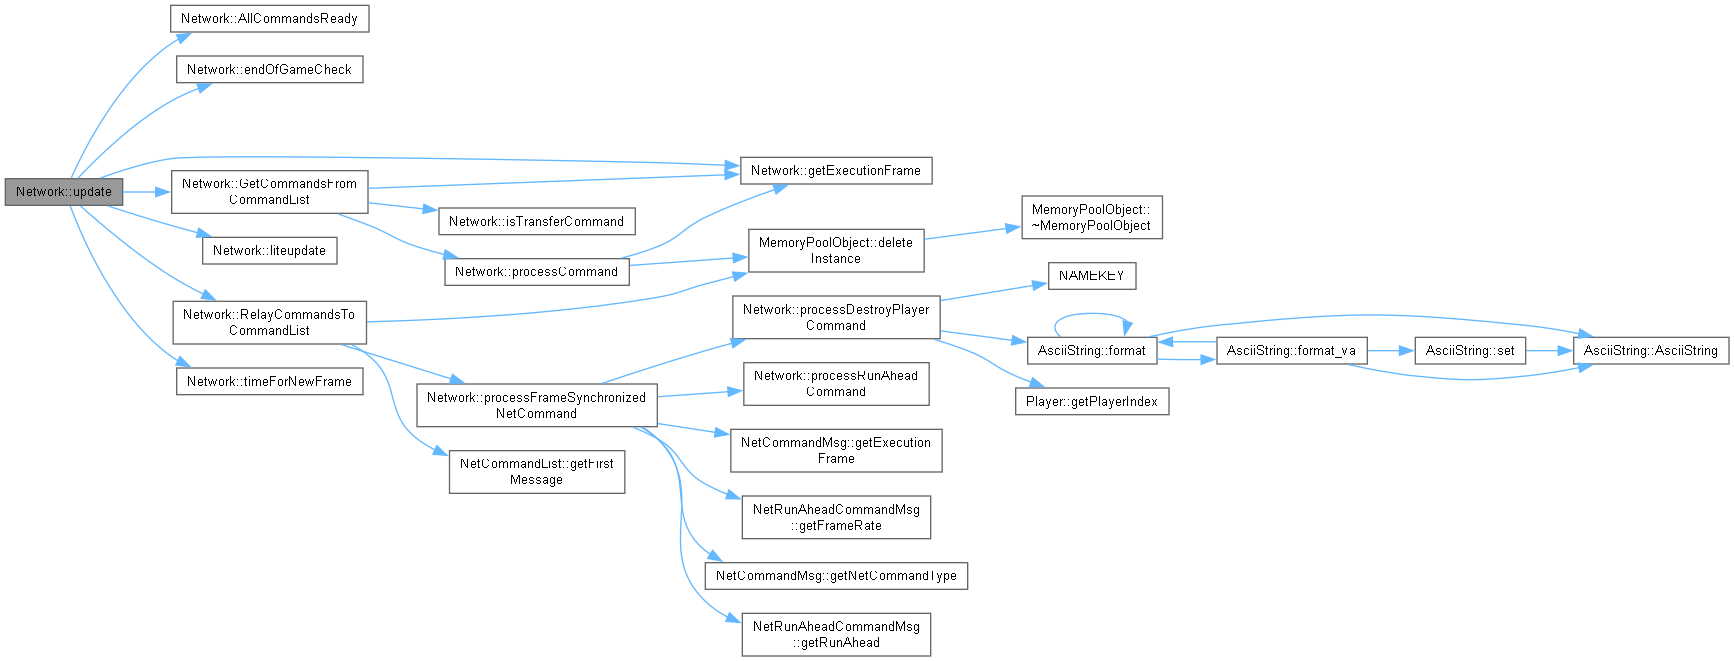 Network::AllCommandsReady
Network::endOfGameCheck
Network::update
Network::GetCommandsFrom
CommandList
Network::liteupdate
Network::RelayCommandsTo
CommandList
Network::timeForNewFrame
Network::getExecutionFrame
Network::isTransferCommand
Network::processCommand
MemoryPoolObject::delete
Instance
MemoryPoolObject::
~MemoryPoolObject
Network::processFrameSynchronized
NetCommand
NetCommandList::getFirst
Message
Network::processDestroyPlayer
Command
Network::processRunAhead
Command
NetCommandMsg::getExecution
Frame
NetRunAheadCommandMsg
::getFrameRate
NetCommandMsg::getNetCommandType
NetRunAheadCommandMsg
::getRunAhead
NAMEKEY
AsciiString::format
Player::getPlayerIndex
AsciiString::format_va
AsciiString::set
AsciiString::AsciiString